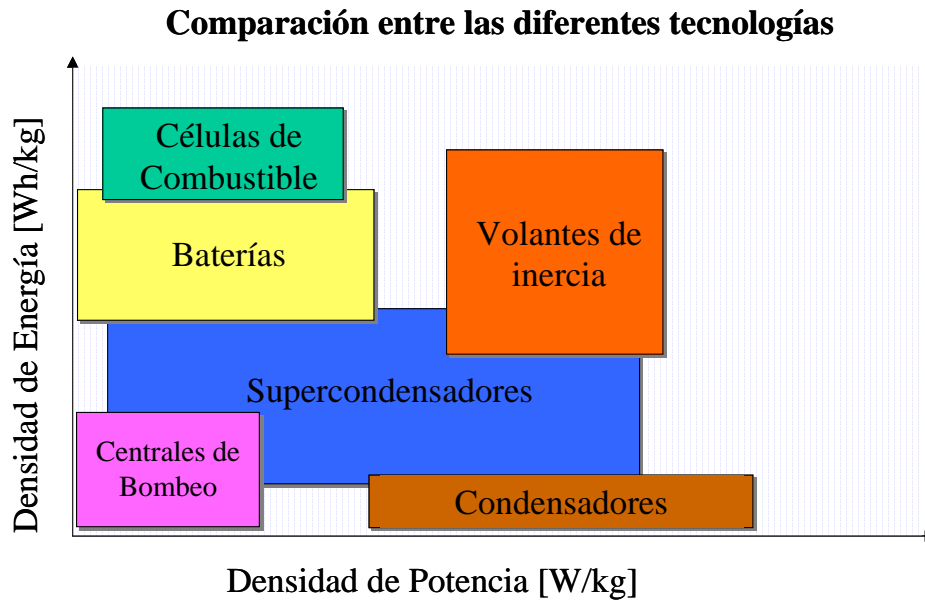 Comparación entre las diferentes tecnologías
Densidad de Energía [Wh/kg]
Células de
Combustible
Baterías
Volantes de
inercia
Supercondensadores
Centrales de
Bombeo
Condensadores
Densidad de Potencia [W/kg]